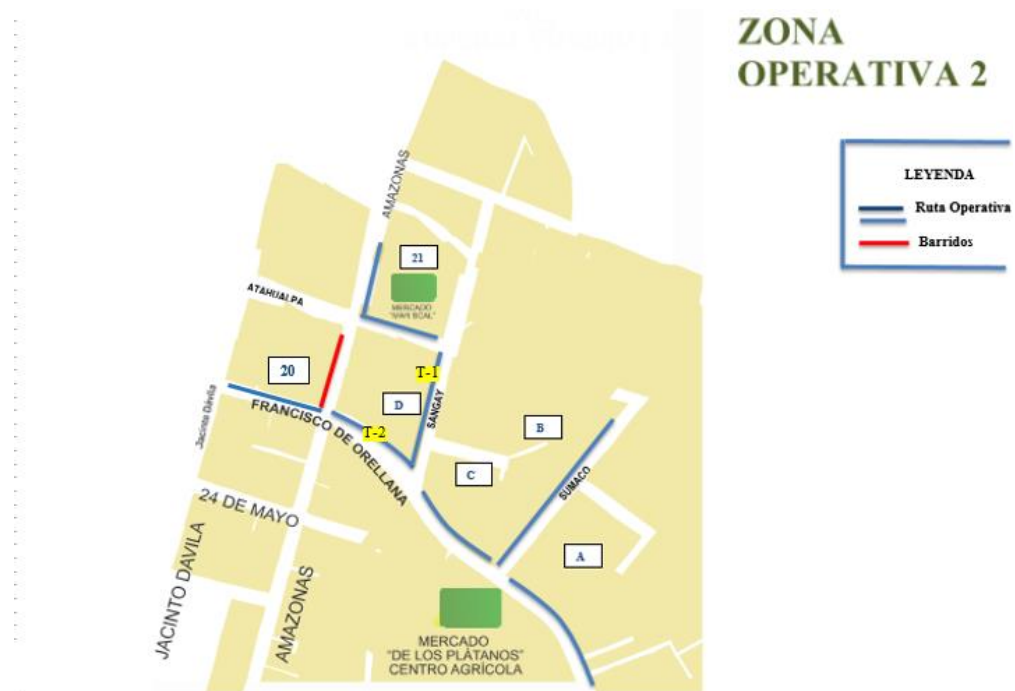 ZONA
OPERATIVA 2
LEYENDA
Ruta Operativa
Barridos
AMAZONAS
21
MERCADO
ATAHUALPA
20
T-1
D
SANGAY
Jacinto Dávila
FRANCISCO DE ORELLANA
T-2
B
C
SUMACO
24 DE MAYO
A
JACINTO DAVILA
AMAZONAS
MERCADO
"DE LOS PLÁTANOS"
CENTRO AGRÍCOLA